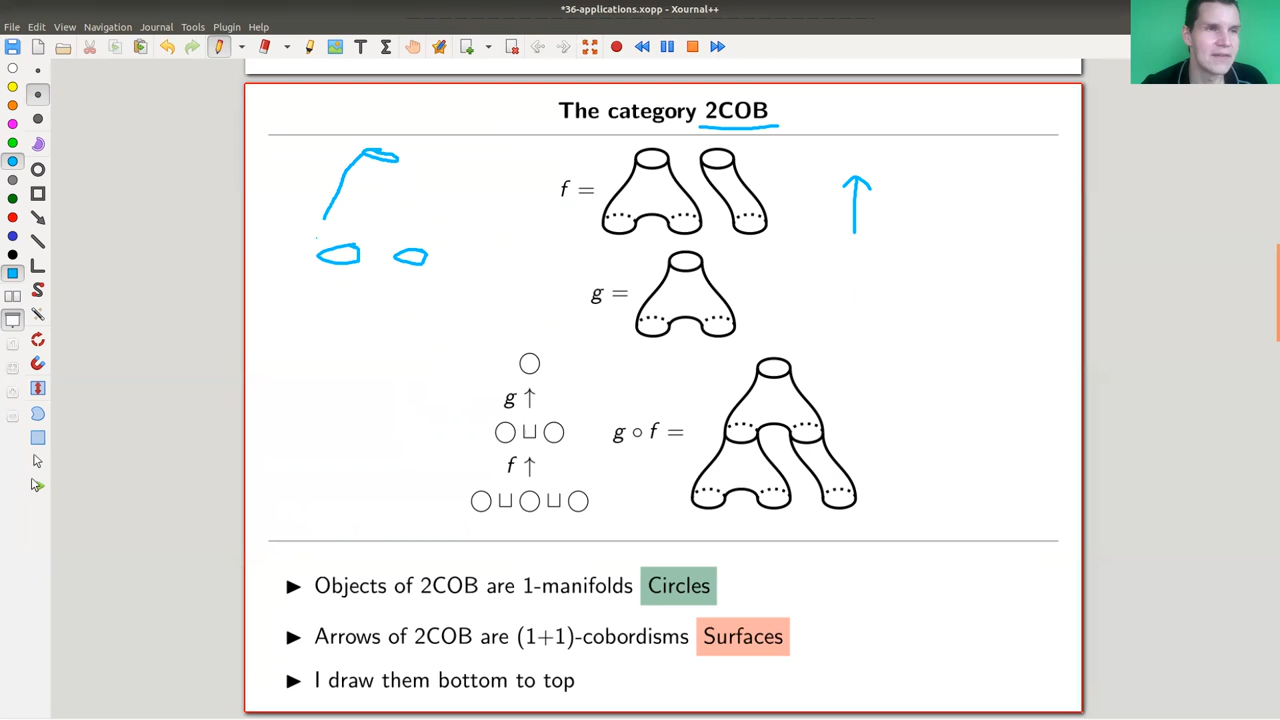 *36-applications.xopp - Xournal++
File Edit View Navigation Journal Tools Plugin Help
The category 2COB
f =
g =
g ↑
○ ⊔ ○
f ↑
○ ⊔ ○ ⊔ ○
g ∘ f =
▶ Objects of 2COB are 1-manifolds Circles
▶ Arrows of 2COB are (1+1)-cobordisms Surfaces
▶ I draw them bottom to top